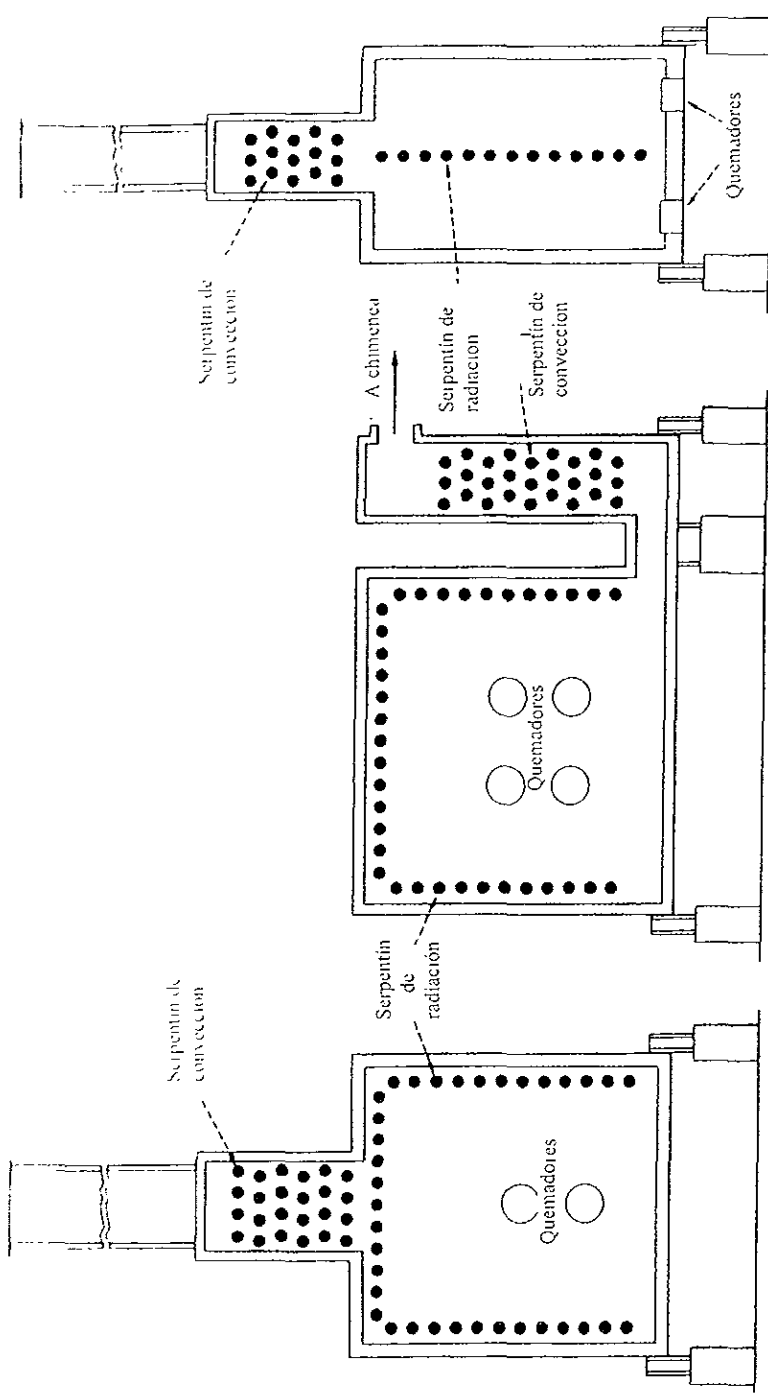 Serpentín de
convección
Quemadores
Serpentín
de
radiación
Quemadores
A chimenea
Serpentín de
convección
Serpentín de
radiación
Serpentín de
convección
Quemadores